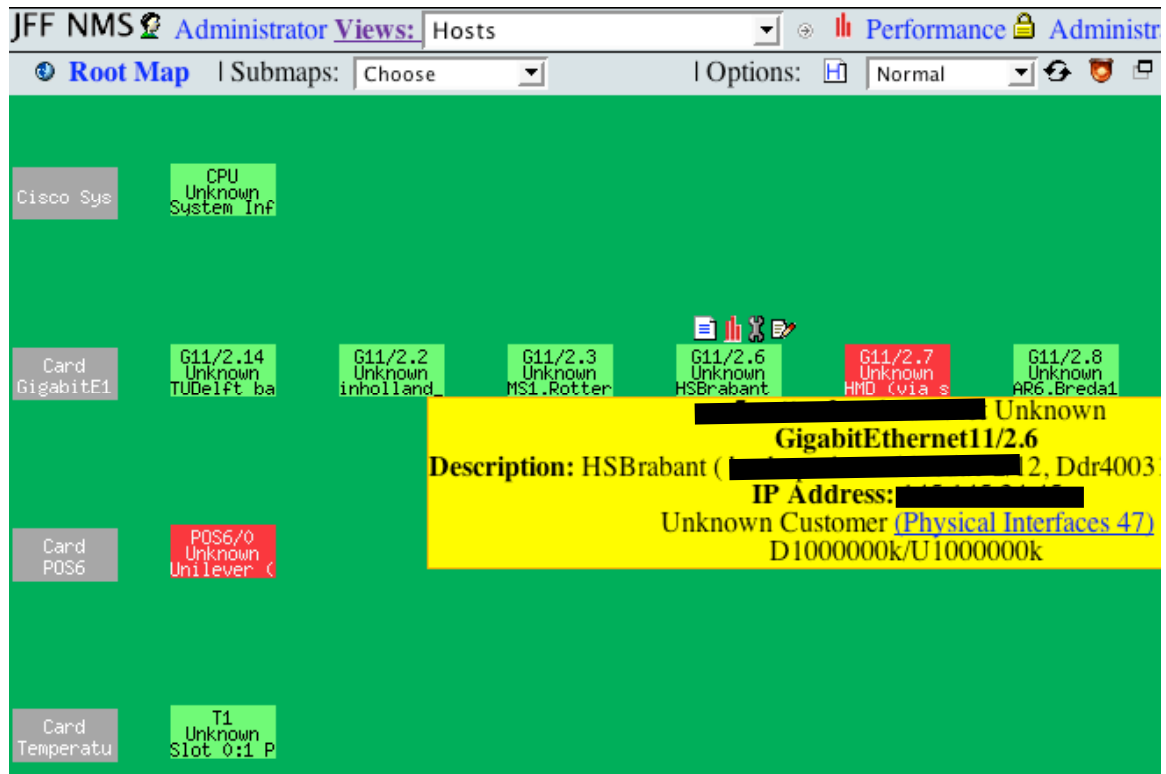 JFF NMS Administrator Views: Hosts Performance Administr
Root Map | Submaps: Choose | Options: H Normal
Cisco Sys
CPU
Unknown
System Inf
Card
GigabitE1
G11/2.14
Unknown
TUDelft ba
G11/2.2
Unknown
inholland_
G11/2.3
Unknown
MS1.Rotter
G11/2.6
Unknown
HSBrabant
G11/2.7
Unknown
HMD (via s
G11/2.8
Unknown
AR6.Breda1
Unknown
GigabitEthernet11/2.6
Description: HSBrabant ( 12, Ddr40031
IP Address:
Unknown Customer (Physical Interfaces 47)
D1000000k/U1000000k
Card
POS6
POS6/0
Unknown
Unilever (
Card
Temperatu
T1
Unknown
Slot 0:1 P